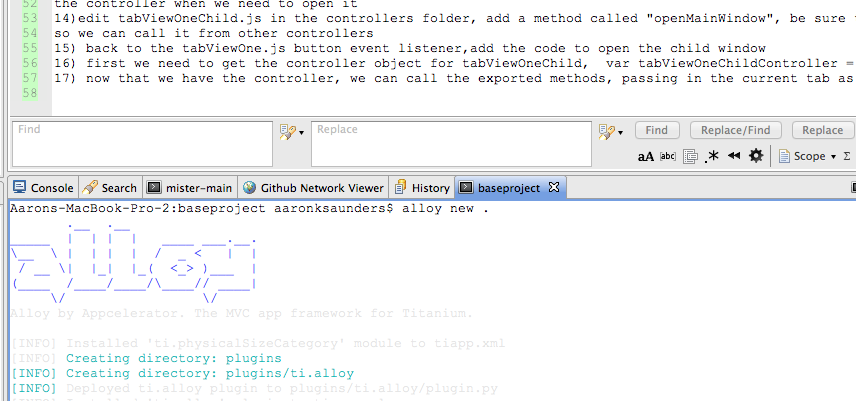 52 the controller when we need to open it
53 14)edit tabViewOneChild.js in the controllers folder, add a method called "openMainWindow", be sure
54 so we can call it from other controllers
55 15) back to the tabViewOne.js button event listener,add the code to open the child window
56 16) first we need to get the controller object for tabViewOneChild, var tabViewOneChildController =
57 17) now that we have the controller, we can call the exported methods, passing in the current tab as
58
Find Replace Find Replace/Find Replace
aA [abc] .* Scope Σ
Console Search mister-main Github Network Viewer History baseproject
Aarons-MacBook-Pro-2:baseproject aaronksaunders$ alloy new .
alloy
Alloy by Appcelerator. The MVC app framework for Titanium.
[INFO] Installed 'ti.physicalSizeCategory' module to tiapp.xml
[INFO] Creating directory: plugins
[INFO] Creating directory: plugins/ti.alloy
[INFO] Deployed ti.alloy plugin to plugins/ti.alloy/plugin.py